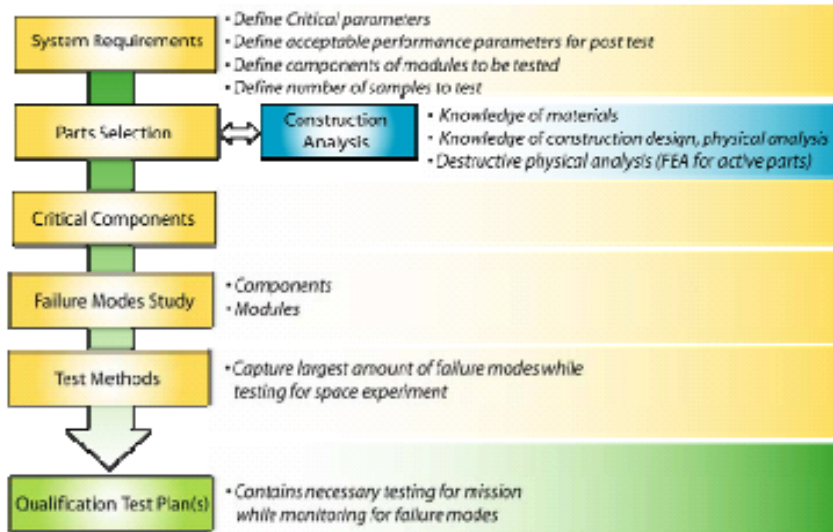 System Requirements
• Define Critical parameters
• Define acceptable performance parameters for post test
• Define components of modules to be tested
• Define number of samples to test
Parts Selection
Construction
Analysis
• Knowledge of materials
• Knowledge of construction design, physical analysis
• Destructive physical analysis (FEA for active parts)
Critical Components
Failure Modes Study
• Components
• Modules
Test Methods
• Capture largest amount of failure modes while
testing for space experiment
Qualification Test Plan(s)
• Contains necessary testing for mission
while monitoring for failure modes